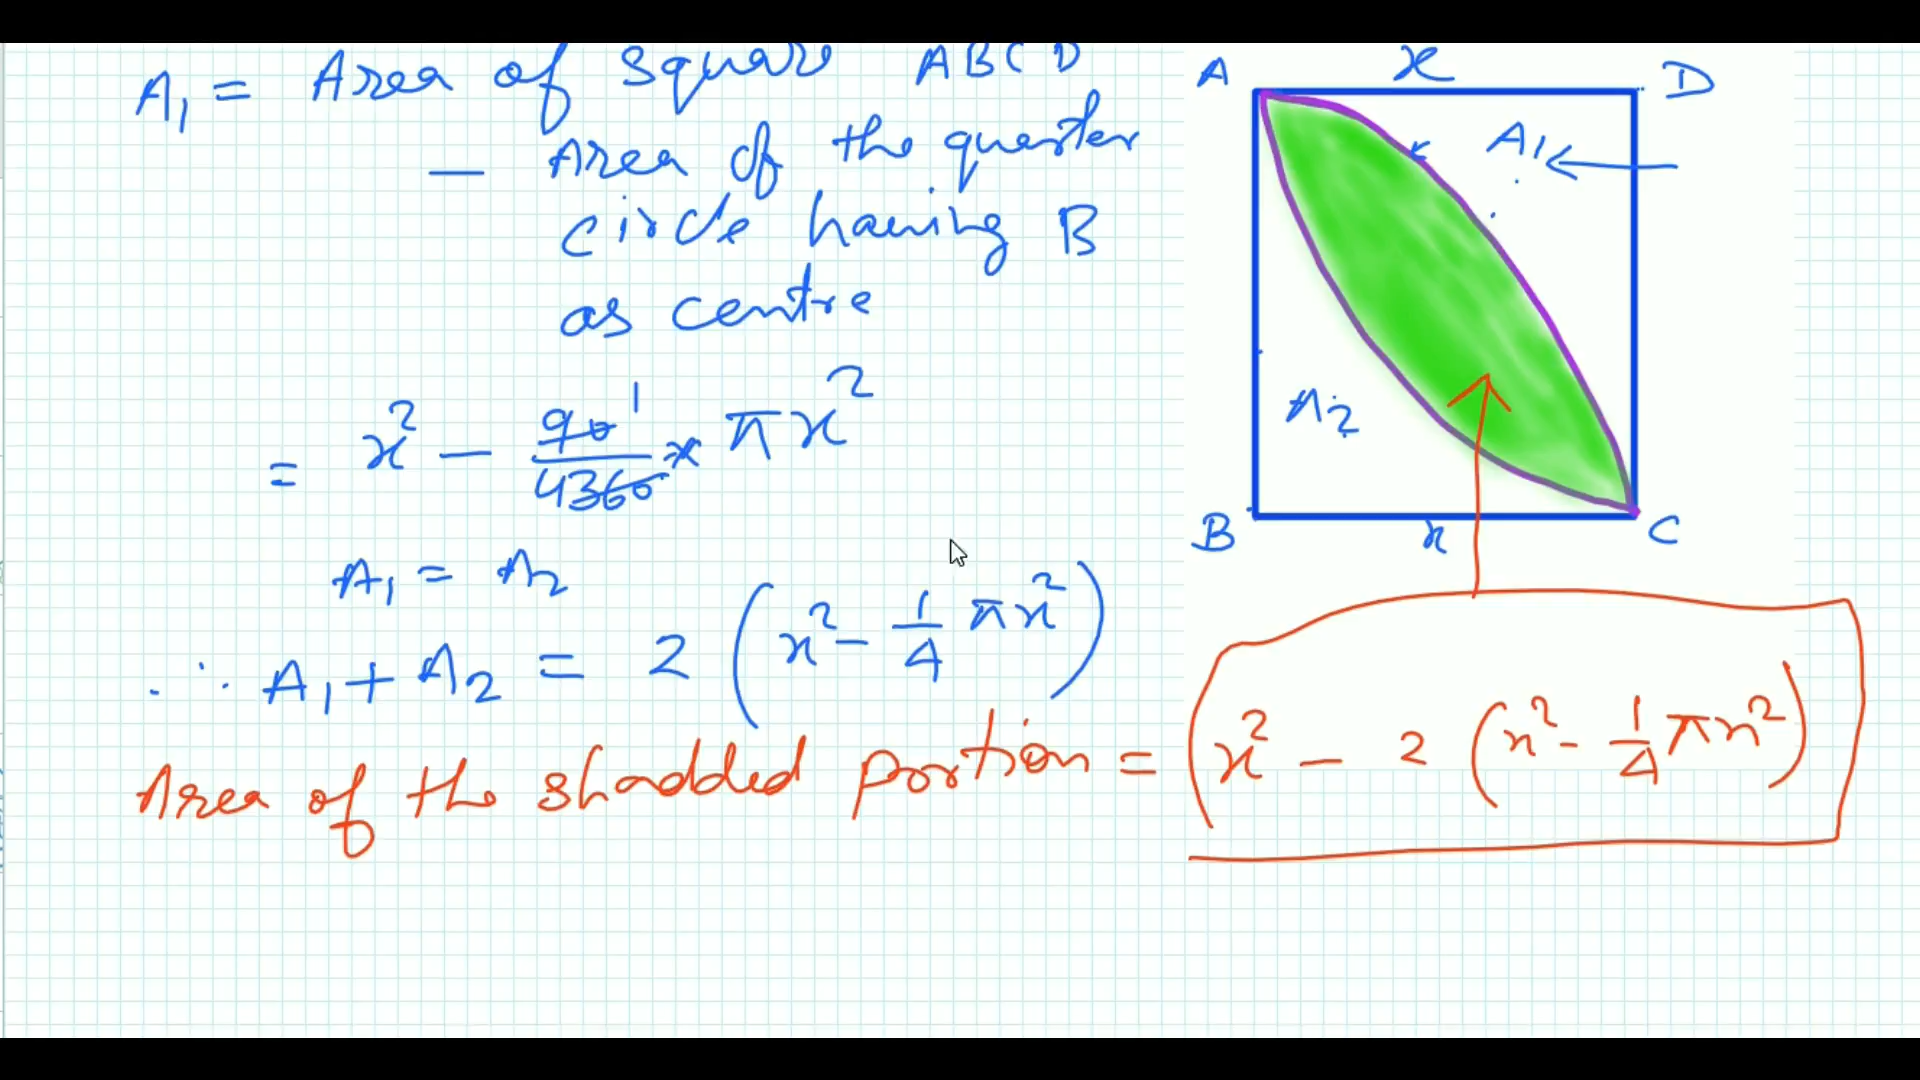 A₁ = Area of square ABCD
— Area of the quarter
circle having B
as centre
= x² — 90 1 / 4 360 × πx²
A₁ = A₂
∴ A₁ + A₂ = 2 (x² - 1/4 πx²)
Area of the shadded portion = (x² - 2 (x² - 1/4 πx²)
A x D
A₁
A₂
B x C